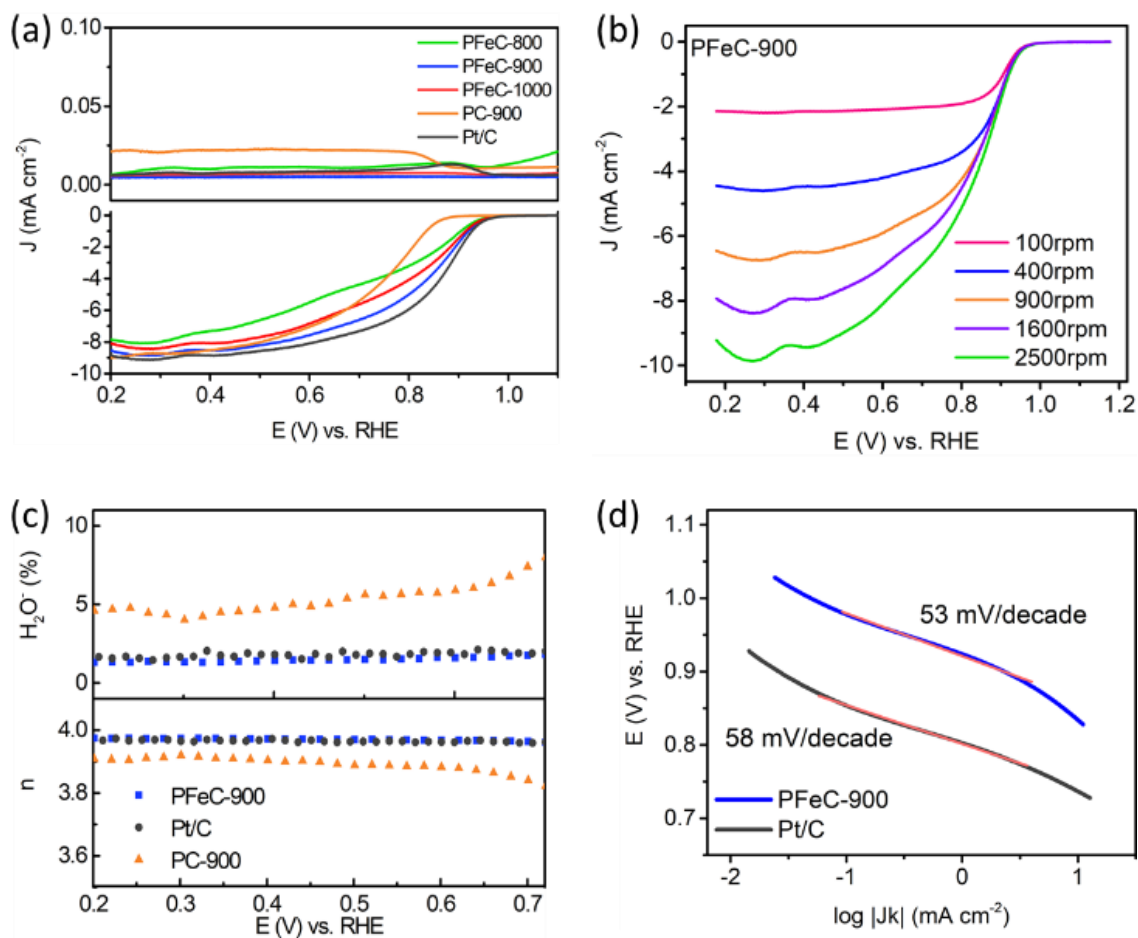 (a)
J (mA cm⁻²)
0.10
0.05
0.00
PFeC-800
PFeC-900
PFeC-1000
PC-900
Pt/C
0
-2
-4
-6
-8
-10
0.2 0.4 0.6 0.8 1.0
E (V) vs. RHE
(b)
PFeC-900
J (mA cm⁻²)
0
-2
-4
-6
-8
-10
100rpm
400rpm
900rpm
1600rpm
2500rpm
0.2 0.4 0.6 0.8 1.0 1.2
E (V) vs. RHE
(c)
H₂O⁻ (%)
10
5
0
n
4.0
3.8
3.6
PFeC-900
Pt/C
PC-900
0.2 0.3 0.4 0.5 0.6 0.7
E (V) vs. RHE
(d)
E (V) vs. RHE
1.1
1.0
0.9
0.8
0.7
53 mV/decade
58 mV/decade
PFeC-900
Pt/C
-2 -1 0 1
log |Jk| (mA cm⁻²)